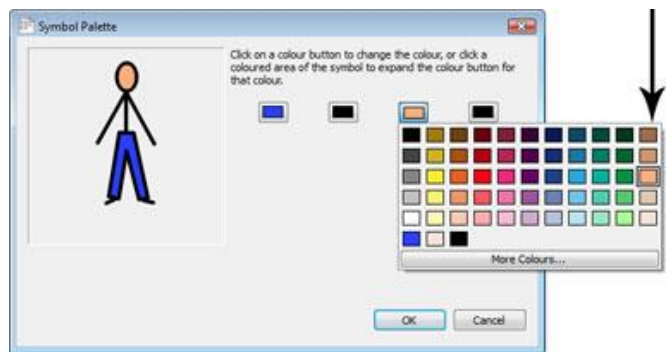 Symbol Palette
Click on a colour button to change the colour, or click a
coloured area of the symbol to expand the colour button for
that colour.
More Colours...
OK
Cancel